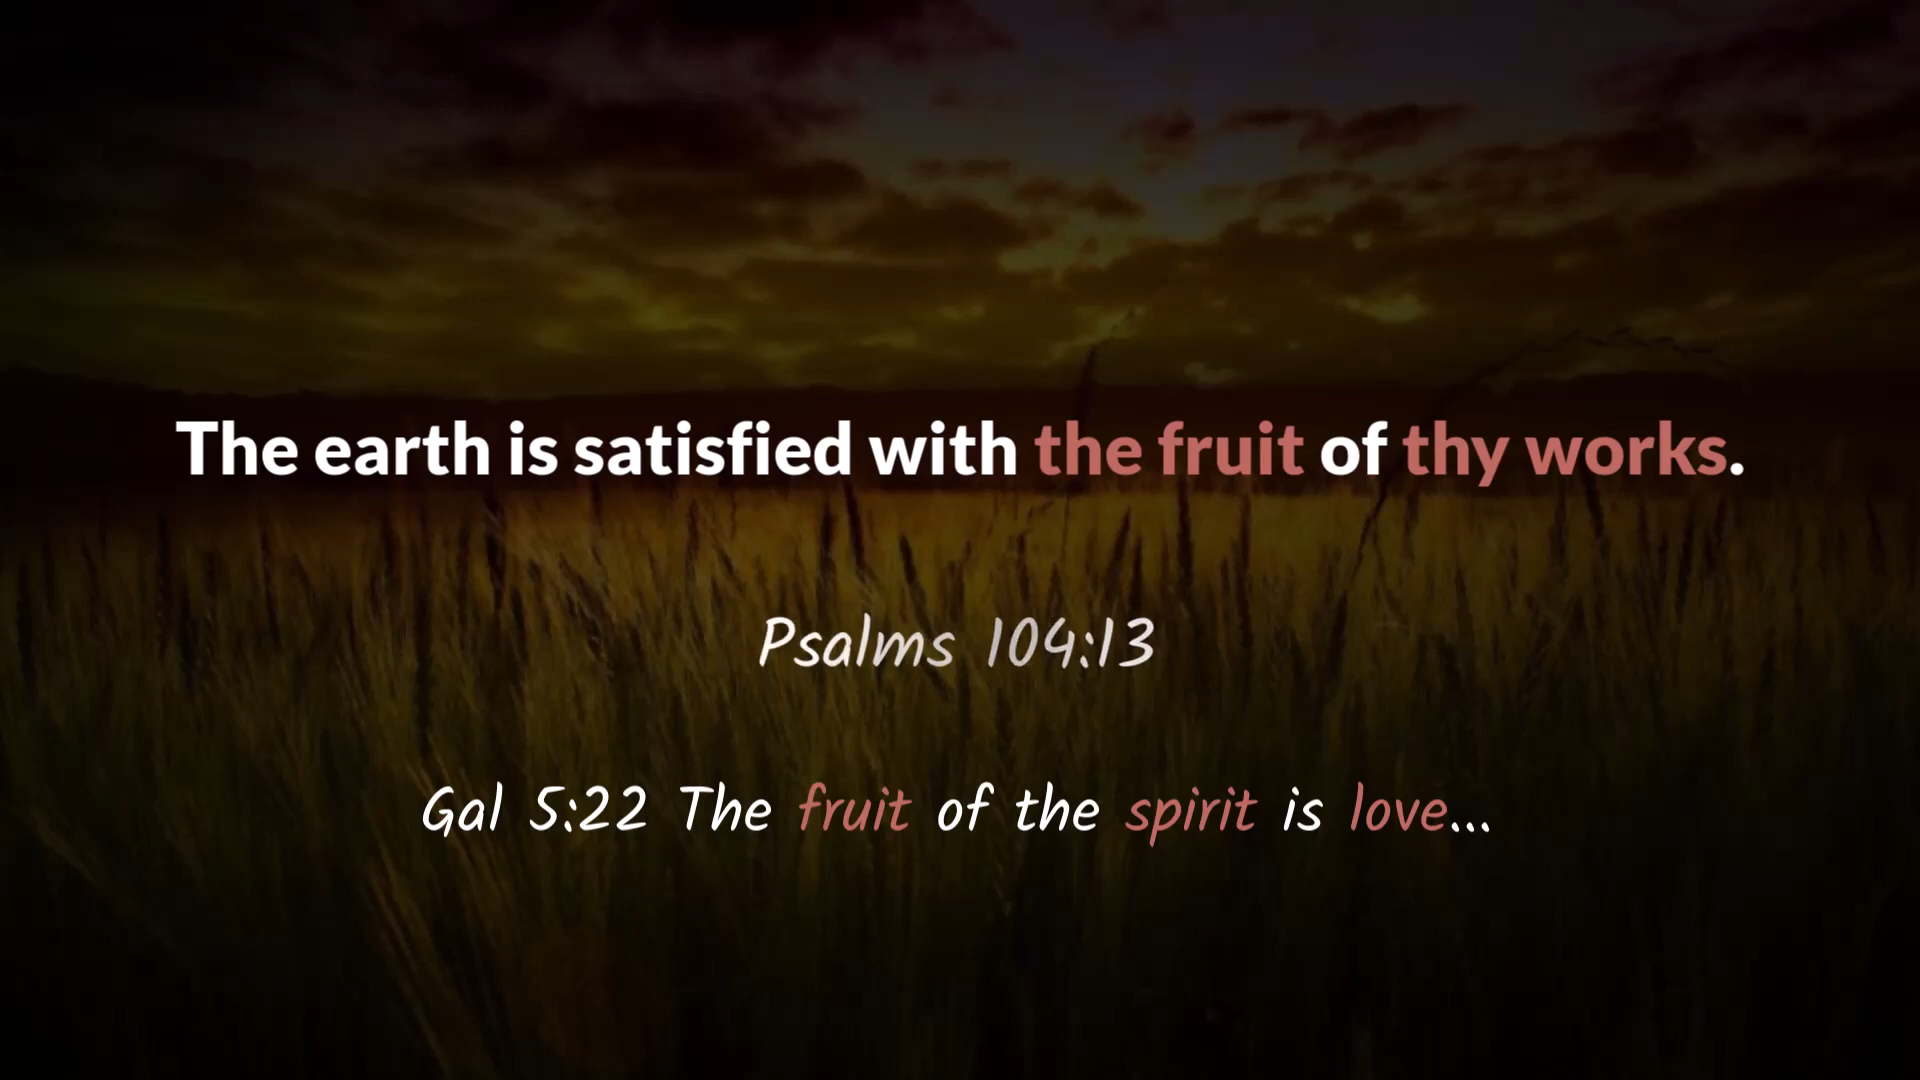 The earth is satisfied with the fruit of thy works.
Psalms 104:13
Gal 5:22 The fruit of the spirit is love...